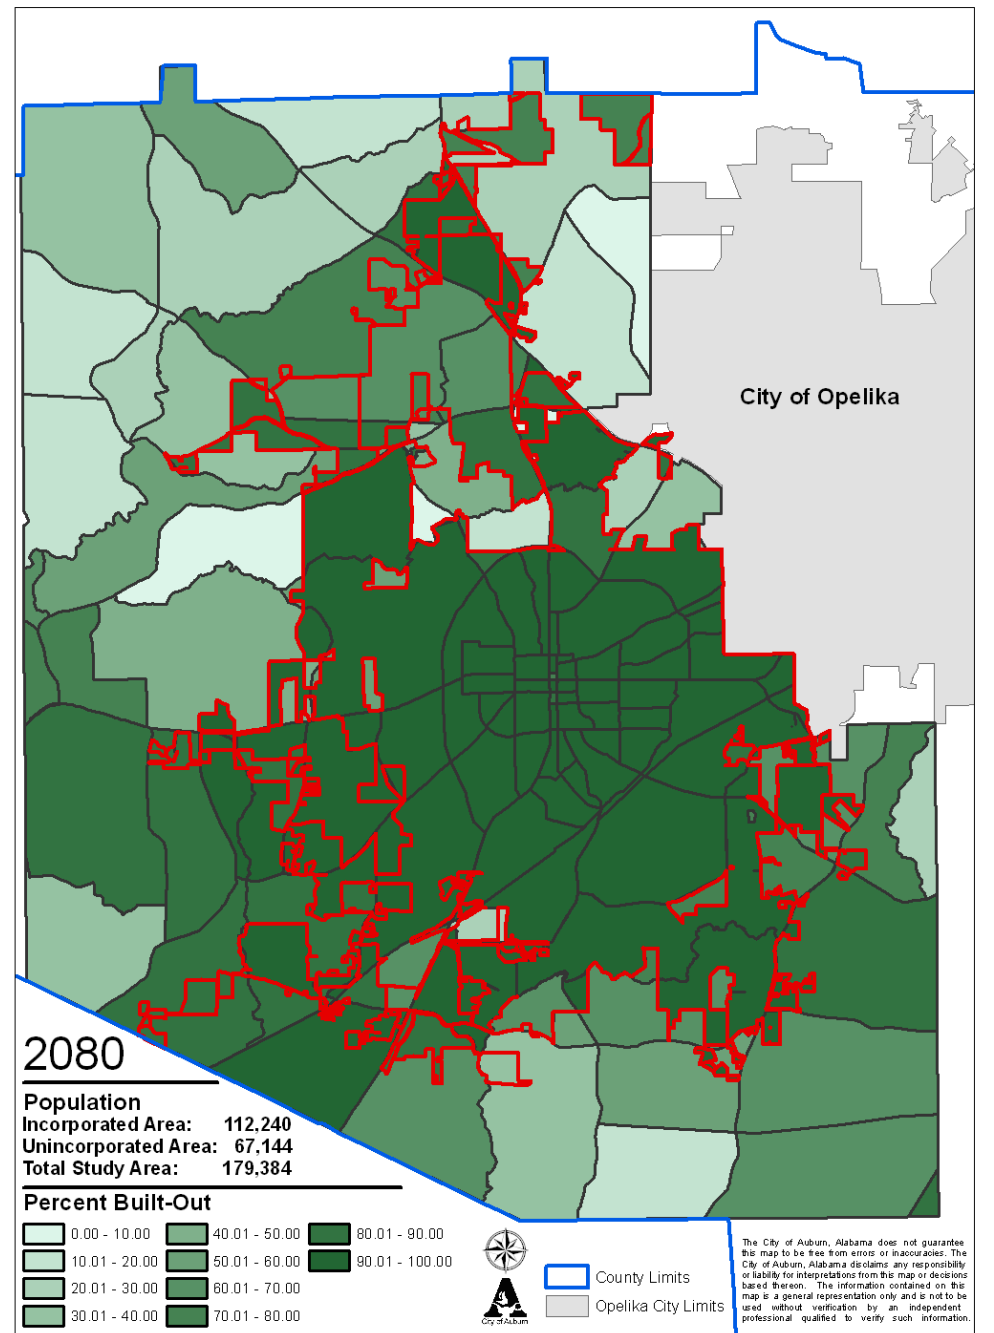 City of Opelika
2080
Population
Incorporated Area: 112,240
Unincorporated Area: 67,144
Total Study Area: 179,384
Percent Built-Out
0.00 - 10.00
10.01 - 20.00
20.01 - 30.00
30.01 - 40.00
40.01 - 50.00
50.01 - 60.00
60.01 - 70.00
70.01 - 80.00
80.01 - 90.00
90.01 - 100.00
A
City of Auburn
County Limits
Opelika City Limits
The City of Auburn, Alabama does not guarantee
this map to be free from errors or inaccuracies. The
City of Auburn, Alabama disclaims any responsibility
or liability for interpretations from this map or decisions
based thereon. The information contained on this
map is a general representation only and is not to be
used without verification by an independent
professional qualified to verify such information.